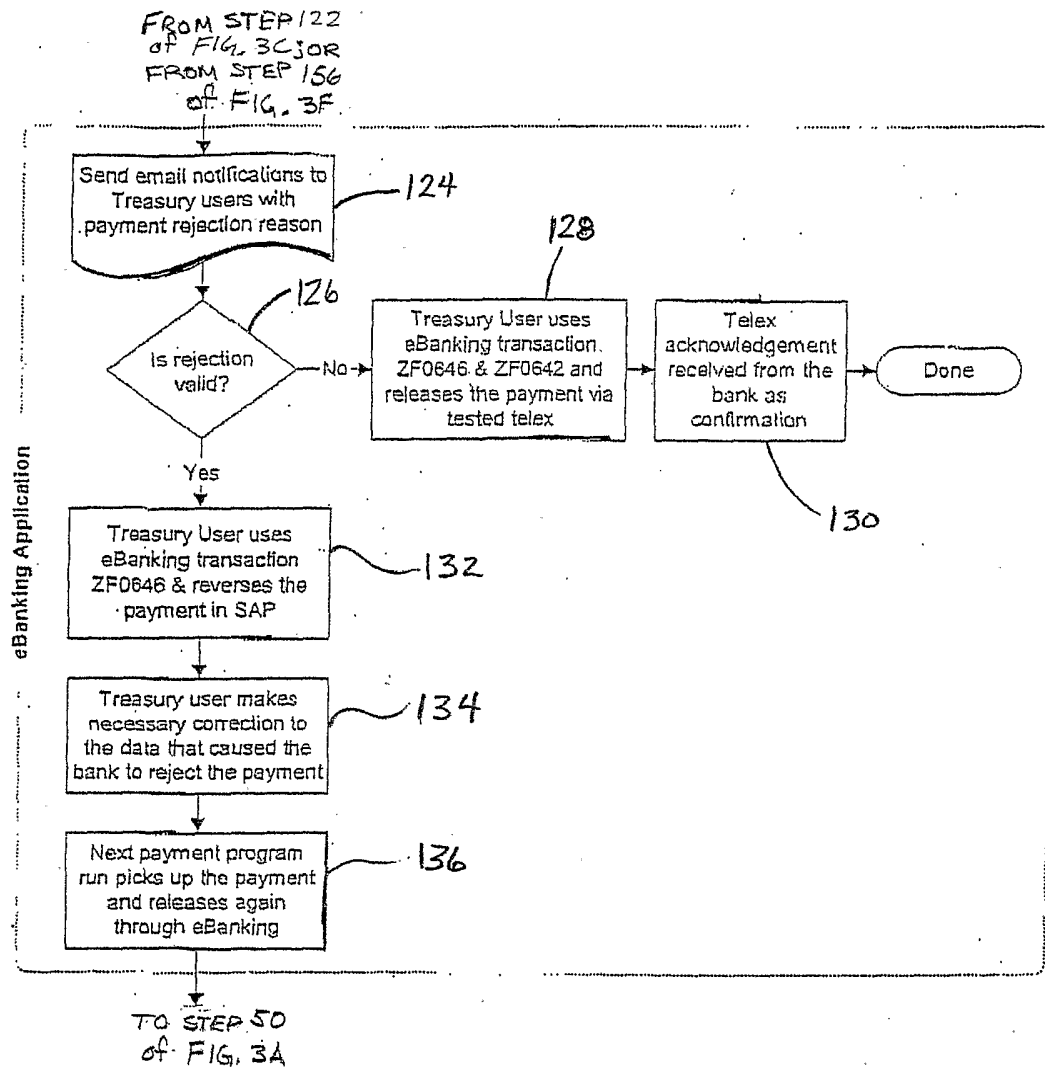 FROM STEP 122
of FIG. 3C; OR
FROM STEP 156
of FIG. 3F.
Send email notifications to
Treasury users with
payment rejection reason
124
126
Is rejection
valid?
No
128
Treasury User uses
eBanking transaction
ZF0646 & ZF0642 and
releases the payment via
tested telex
Telex
acknowledgement
received from the
bank as
confirmation
130
Done
Yes
eBanking Application
Treasury User uses
eBanking transaction
ZF0646 & reverses the
payment in SAP
132
Treasury user makes
necessary correction to
the data that caused the
bank to reject the payment
134
Next payment program
run picks up the payment
and releases again
through eBanking
136
TO STEP 50
of FIG. 3A